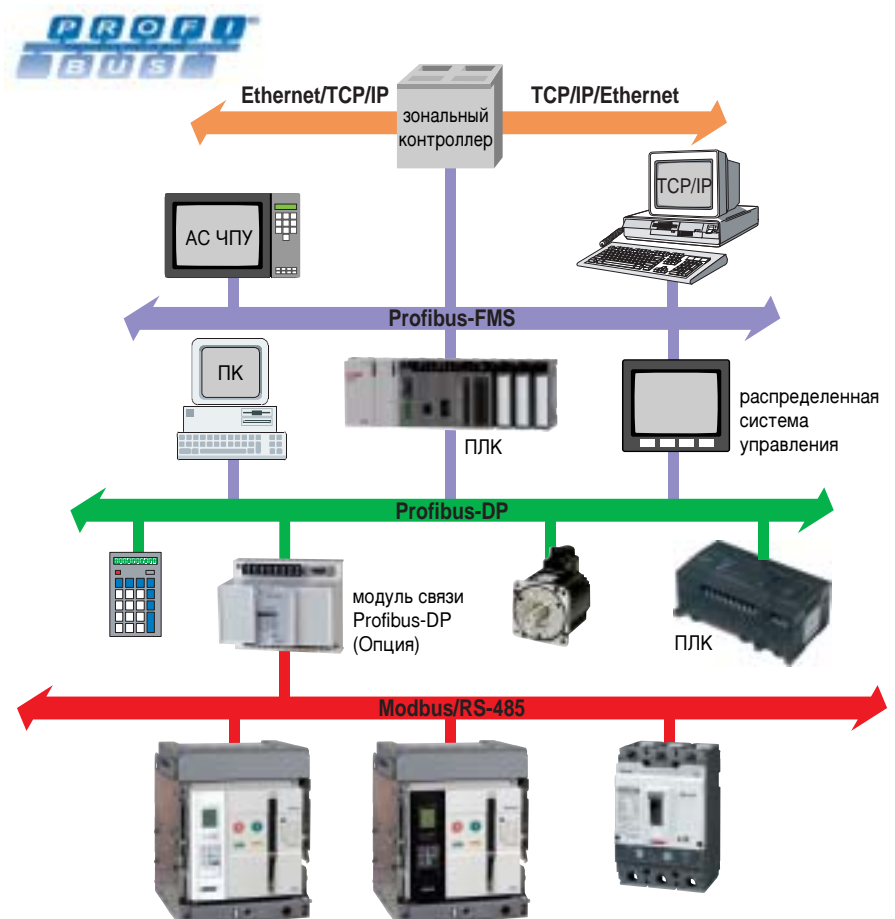 PROFI
BUS
Ethernet/TCP/IP
TCP/IP/Ethernet
зональный
контроллер
TCP/IP
АС ЧПУ
Profibus-FMS
ПК
ПЛК
распределенная
система
управления
Profibus-DP
модуль связи
Profibus-DP
(Опция)
ПЛК
Modbus/RS-485